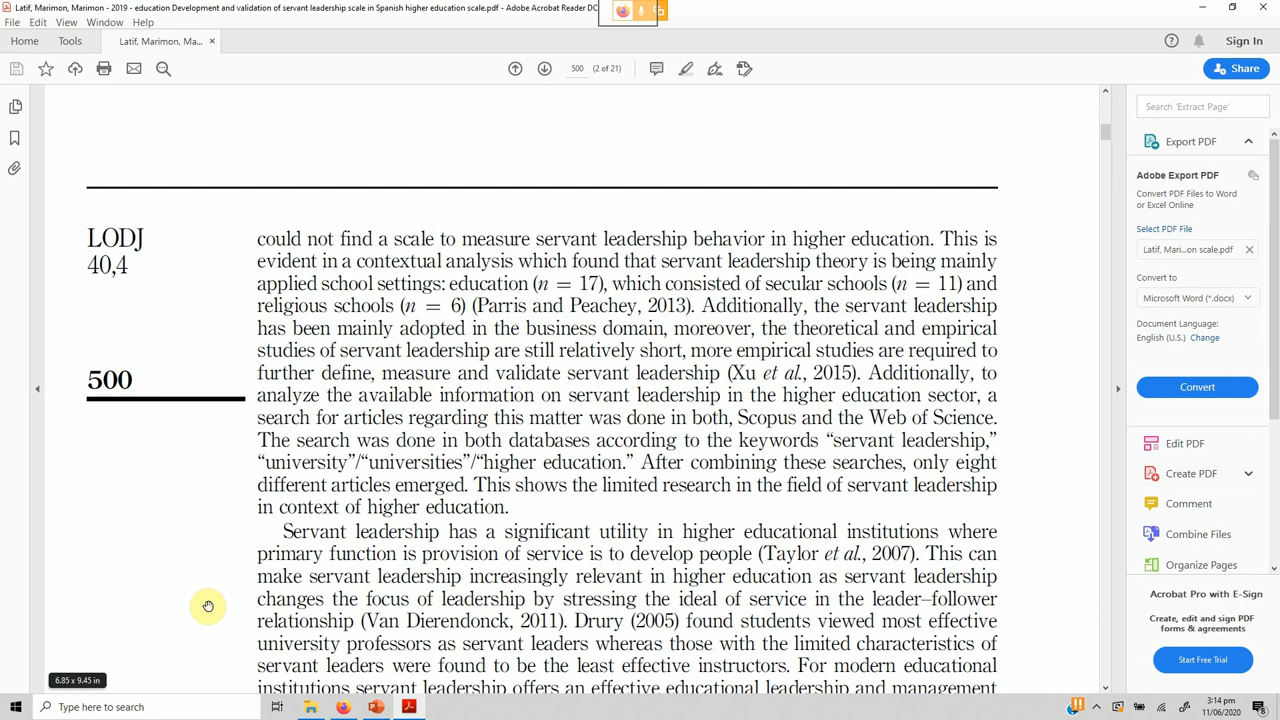 Latif, Marimon, Marimon - 2019 - education Development and validation of servant leadership scale in Spanish higher education scale.pdf - Adobe Acrobat Reader DC
File Edit View Window Help
Home Tools Latif, Marimon, Ma... × Sign In
500 (2 of 21) Share
Search 'Extract Page'
Export PDF
Adobe Export PDF
Convert PDF Files to Word
or Excel Online
Select PDF File
Latif, Mari...on scale.pdf
Convert to
Microsoft Word (*.docx)
Document Language:
English (U.S.) Change
Convert
Edit PDF
Create PDF
Comment
Combine Files
Organize Pages
Acrobat Pro with E-Sign
Create, edit and sign PDF
forms & agreements
Start Free Trial
LODJ
40,4
500
could not find a scale to measure servant leadership behavior in higher education. This is
evident in a contextual analysis which found that servant leadership theory is being mainly
applied school settings: education (n = 17), which consisted of secular schools (n = 11) and
religious schools (n = 6) (Parris and Peachey, 2013). Additionally, the servant leadership
has been mainly adopted in the business domain, moreover, the theoretical and empirical
studies of servant leadership are still relatively short, more empirical studies are required to
further define, measure and validate servant leadership (Xu et al., 2015). Additionally, to
analyze the available information on servant leadership in the higher education sector, a
search for articles regarding this matter was done in both, Scopus and the Web of Science.
The search was done in both databases according to the keywords “servant leadership,”
“university”/“universities”/“higher education.” After combining these searches, only eight
different articles emerged. This shows the limited research in the field of servant leadership
in context of higher education.
Servant leadership has a significant utility in higher educational institutions where
primary function is provision of service is to develop people (Taylor et al., 2007). This can
make servant leadership increasingly relevant in higher education as servant leadership
changes the focus of leadership by stressing the ideal of service in the leader–follower
relationship (Van Dierendonck, 2011). Drury (2005) found students viewed most effective
university professors as servant leaders whereas those with the limited characteristics of
servant leaders were found to be the least effective instructors. For modern educational
institutions servant leadership offers an effective educational leadership and management
6.85 x 9.45 in
Type here to search
3:14 pm
11/06/2020
8